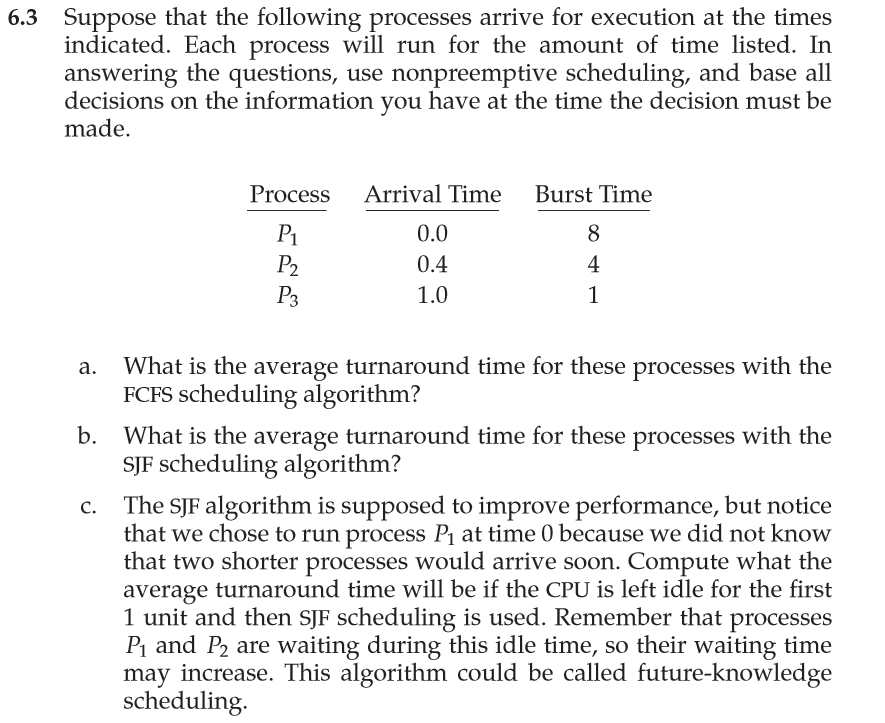 6.3 Suppose that the following processes arrive for execution at the times
indicated. Each process will run for the amount of time listed. In
answering the questions, use nonpreemptive scheduling, and base all
decisions on the information you have at the time the decision must be
made.
Process Arrival Time Burst Time
P1 0.0 8
P2 0.4 4
P3 1.0 1
a. What is the average turnaround time for these processes with the
FCFS scheduling algorithm?
b. What is the average turnaround time for these processes with the
SJF scheduling algorithm?
c. The SJF algorithm is supposed to improve performance, but notice
that we chose to run process P1 at time 0 because we did not know
that two shorter processes would arrive soon. Compute what the
average turnaround time will be if the CPU is left idle for the first
1 unit and then SJF scheduling is used. Remember that processes
P1 and P2 are waiting during this idle time, so their waiting time
may increase. This algorithm could be called future-knowledge
scheduling.